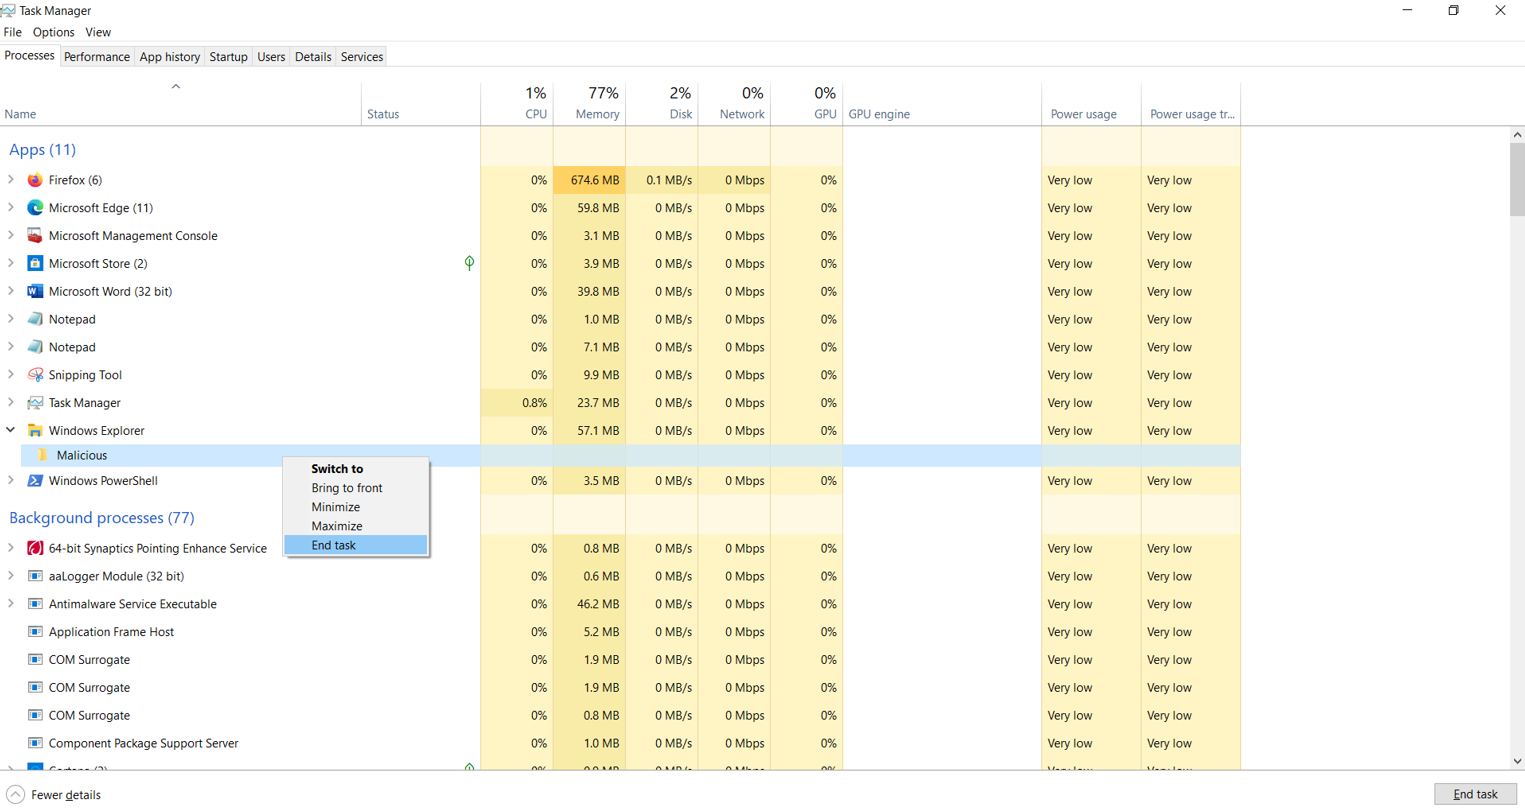 Task Manager
File Options View
Processes Performance App history Startup Users Details Services
1% 77% 2% 0% 0%
Name Status CPU Memory Disk Network GPU GPU engine Power usage Power usage tr...
Apps (11)
Firefox (6) 0% 674.6 MB 0.1 MB/s 0 Mbps 0% Very low Very low
Microsoft Edge (11) 0% 59.8 MB 0 MB/s 0 Mbps 0% Very low Very low
Microsoft Management Console 0% 3.1 MB 0 MB/s 0 Mbps 0% Very low Very low
Microsoft Store (2) 0% 3.9 MB 0 MB/s 0 Mbps 0% Very low Very low
Microsoft Word (32 bit) 0% 39.8 MB 0 MB/s 0 Mbps 0% Very low Very low
Notepad 0% 1.0 MB 0 MB/s 0 Mbps 0% Very low Very low
Notepad 0% 7.1 MB 0 MB/s 0 Mbps 0% Very low Very low
Snipping Tool 0% 9.9 MB 0 MB/s 0 Mbps 0% Very low Very low
Task Manager 0.8% 23.7 MB 0 MB/s 0 Mbps 0% Very low Very low
Windows Explorer 0% 57.1 MB 0 MB/s 0 Mbps 0% Very low Very low
Malicious
Windows PowerShell 0% 3.5 MB 0 MB/s 0 Mbps 0% Very low Very low
Switch to
Bring to front
Minimize
Maximize
End task
Background processes (77)
64-bit Synaptics Pointing Enhance Service 0% 0.8 MB 0 MB/s 0 Mbps 0% Very low Very low
aaLogger Module (32 bit) 0% 0.6 MB 0 MB/s 0 Mbps 0% Very low Very low
Antimalware Service Executable 0% 46.2 MB 0 MB/s 0 Mbps 0% Very low Very low
Application Frame Host 0% 5.2 MB 0 MB/s 0 Mbps 0% Very low Very low
COM Surrogate 0% 1.9 MB 0 MB/s 0 Mbps 0% Very low Very low
COM Surrogate 0% 1.9 MB 0 MB/s 0 Mbps 0% Very low Very low
COM Surrogate 0% 0.8 MB 0 MB/s 0 Mbps 0% Very low Very low
Component Package Support Server 0% 1.0 MB 0 MB/s 0 Mbps 0% Very low Very low
Fewer details End task